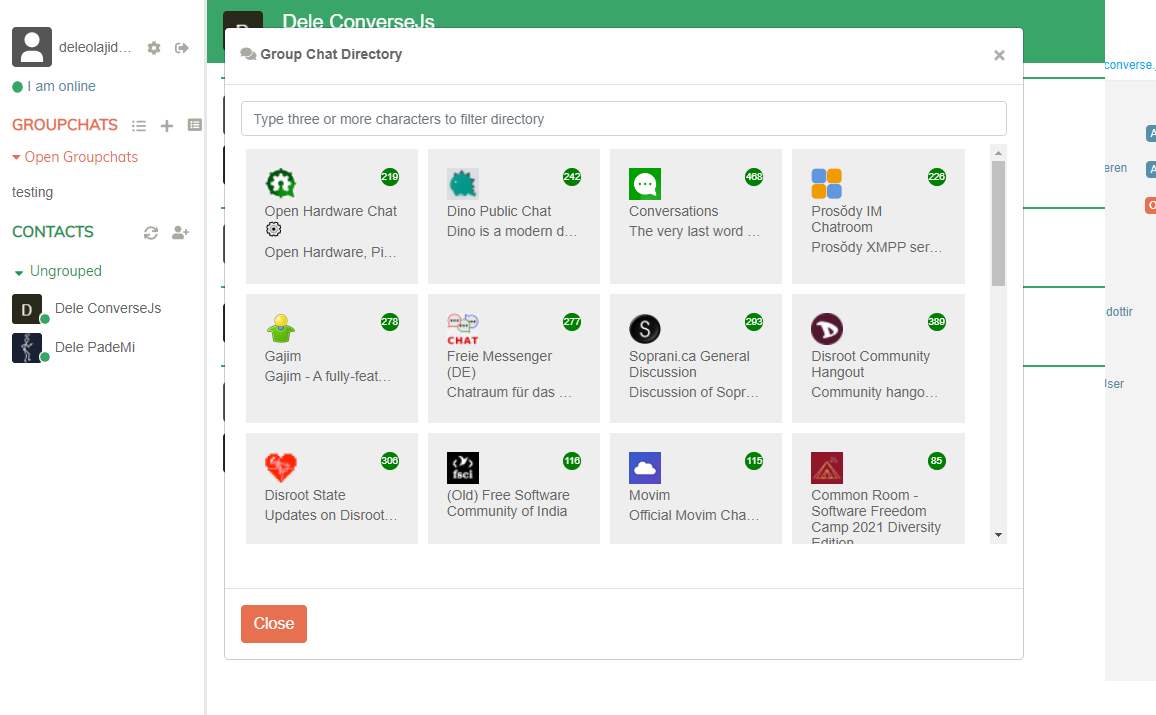 deleolajid...
I am online
GROUPCHATS
Open Groupchats
testing
CONTACTS
Ungrouped
D
Dele ConverseJs
Dele PadeMi
Dele ConverseJs
Group Chat Directory
×
Type three or more characters to filter directory
219
Open Hardware Chat
Open Hardware, Pi...
242
Dino Public Chat
Dino is a modern d...
468
Conversations
The very last word ...
226
Prosŏdy IM
Chatroom
Prosŏdy XMPP ser...
278
Gajim
Gajim - A fully-feat...
277
CHAT
Freie Messenger
(DE)
Chatraum für das ...
S
293
Soprani.ca General
Discussion
Discussion of Sopr...
D
389
Disroot Community
Hangout
Community hango...
306
Disroot State
Updates on Disroot...
fsci
116
(Old) Free Software
Community of India
115
Movim
Official Movim Cha...
85
Common Room -
Software Freedom
Camp 2021 Diversity
Edition
Close
converse.
A
eren
A
dottir
User